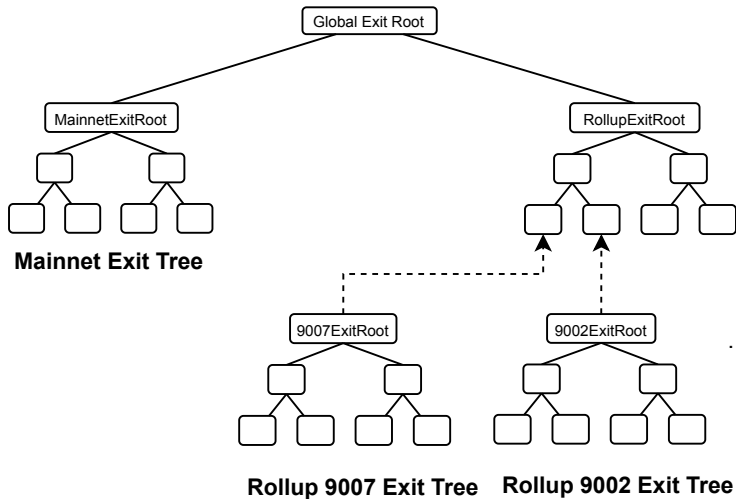 Global Exit Root
MainnetExitRoot
RollupExitRoot
Mainnet Exit Tree
9007ExitRoot
9002ExitRoot
.
Rollup 9007 Exit Tree
Rollup 9002 Exit Tree